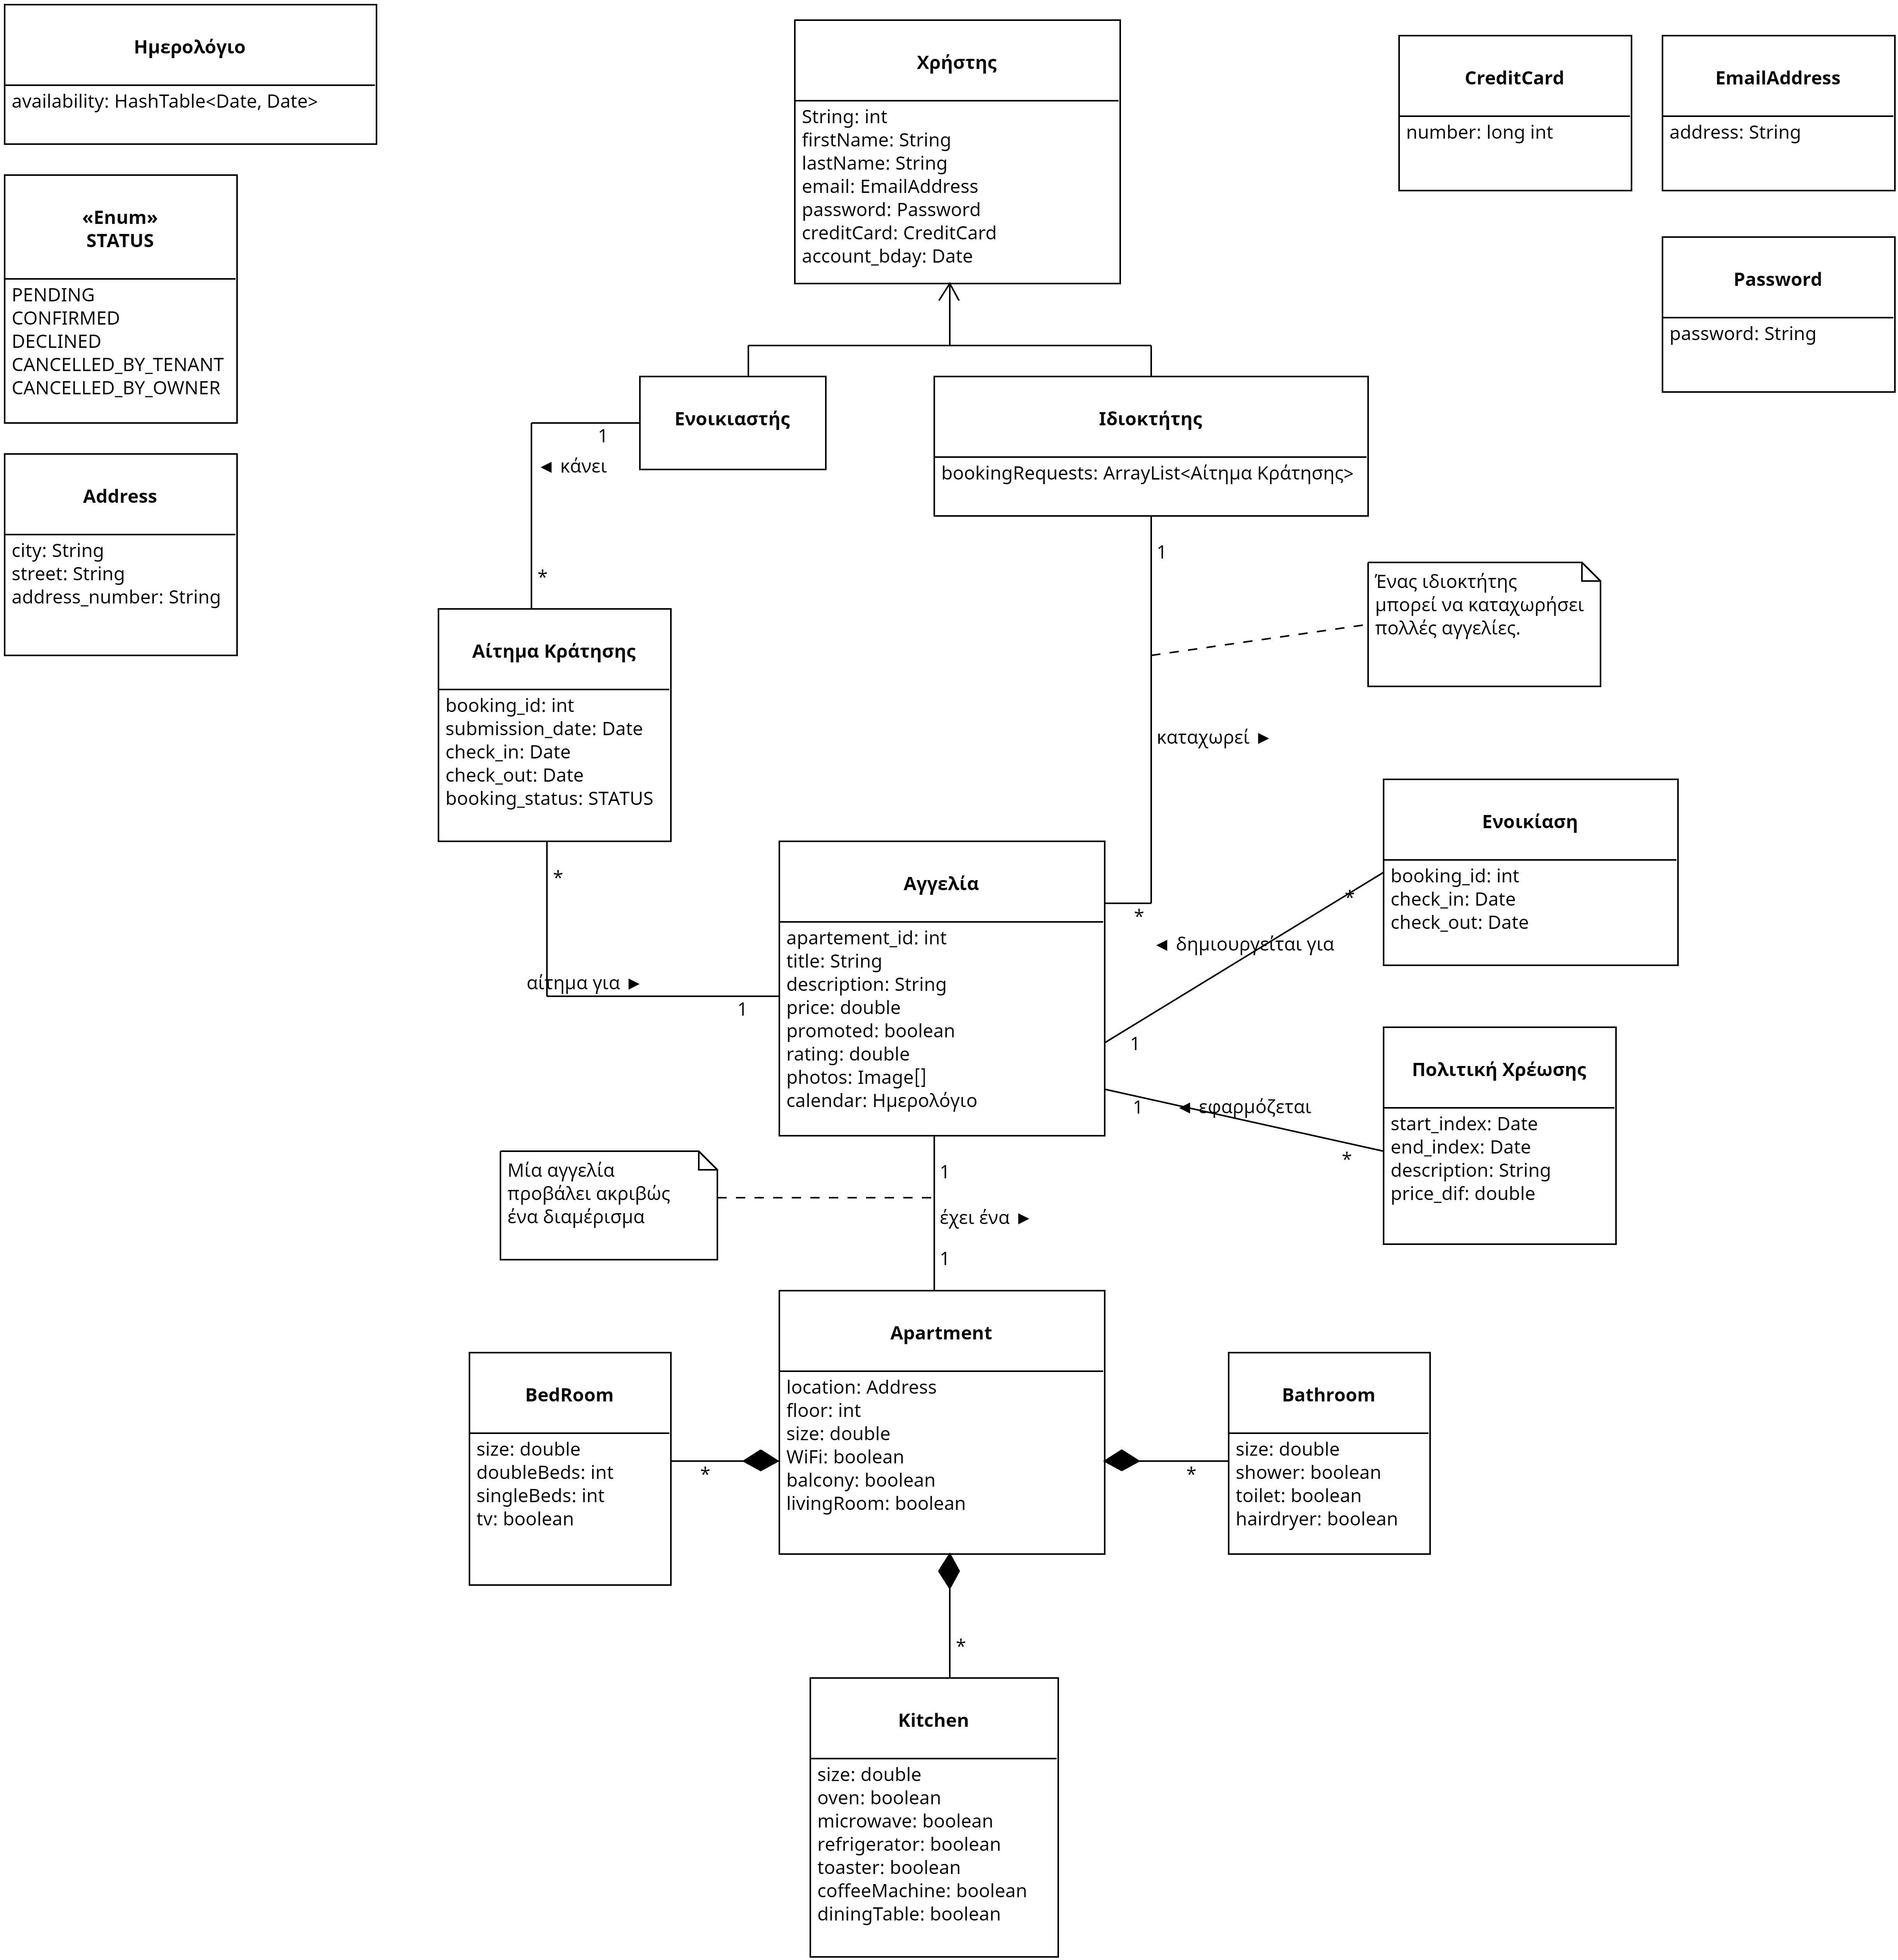 Ημερολόγιο
availability: HashTable<Date, Date>
«Enum»
STATUS
PENDING
CONFIRMED
DECLINED
CANCELLED_BY_TENANT
CANCELLED_BY_OWNER
Address
city: String
street: String
address_number: String
Χρήστης
String: int
firstName: String
lastName: String
email: EmailAddress
password: Password
creditCard: CreditCard
account_bday: Date
CreditCard
number: long int
EmailAddress
address: String
Password
password: String
Ενοικιαστής
1
◄ κάνει
*
Ιδιοκτήτης
bookingRequests: ArrayList<Αίτημα Κράτησης>
1
Ένας ιδιοκτήτης
μπορεί να καταχωρήσει
πολλές αγγελίες.
καταχωρεί ►
*
Αίτημα Κράτησης
booking_id: int
submission_date: Date
check_in: Date
check_out: Date
booking_status: STATUS
*
αίτημα για ►
1
Αγγελία
apartement_id: int
title: String
description: String
price: double
promoted: boolean
rating: double
photos: Image[]
calendar: Ημερολόγιο
Ενοικίαση
booking_id: int
check_in: Date
check_out: Date
*
◄ δημιουργείται για
1
Πολιτική Χρέωσης
start_index: Date
end_index: Date
description: String
price_dif: double
1
◄ εφαρμόζεται
*
Μία αγγελία
προβάλει ακριβώς
ένα διαμέρισμα
1
έχει ένα ►
1
Apartment
location: Address
floor: int
size: double
WiFi: boolean
balcony: boolean
livingRoom: boolean
BedRoom
size: double
doubleBeds: int
singleBeds: int
tv: boolean
*
Bathroom
size: double
shower: boolean
toilet: boolean
hairdryer: boolean
*
*
Kitchen
size: double
oven: boolean
microwave: boolean
refrigerator: boolean
toaster: boolean
coffeeMachine: boolean
diningTable: boolean